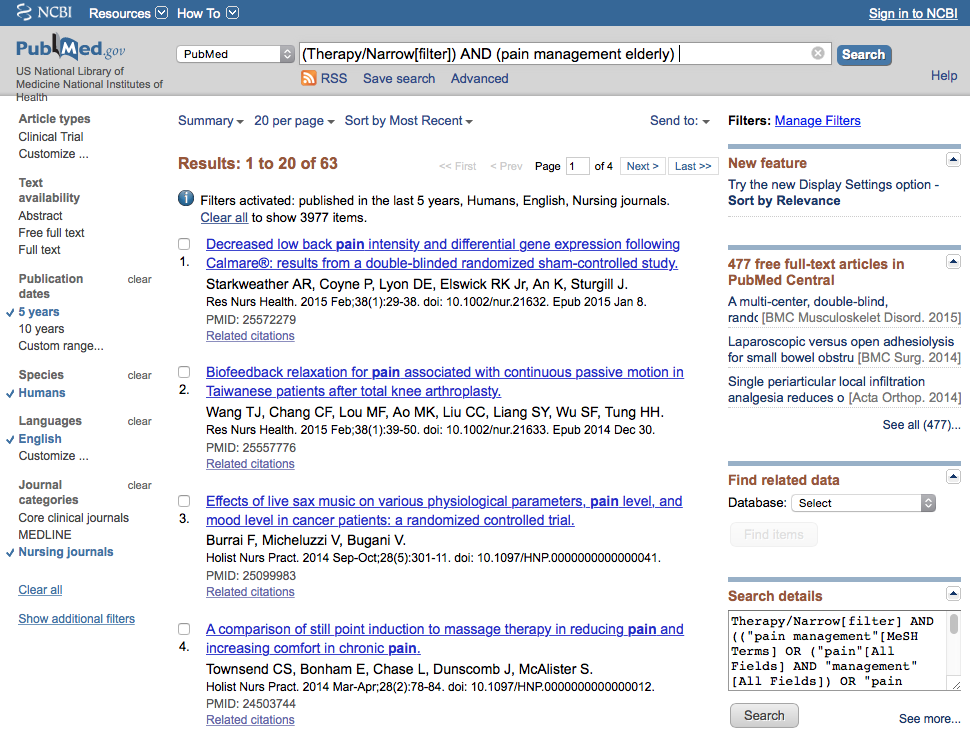 NCBI Resources How To Sign in to NCBI
PubMed.gov
US National Library of
Medicine National Institutes of
Health
PubMed
(Therapy/Narrow[filter]) AND (pain management elderly)
Search
RSS Save search Advanced
Help
Article types
Clinical Trial
Customize ...
Text
availability
Abstract
Free full text
Full text
Publication
dates
clear
5 years
10 years
Custom range...
Species clear
Humans
Languages clear
English
Customize ...
Journal
categories
clear
Core clinical journals
MEDLINE
Nursing journals
Clear all
Show additional filters
Summary 20 per page Sort by Most Recent Send to:
Results: 1 to 20 of 63
<< First < Prev Page 1 of 4 Next > Last >>
Filters activated: published in the last 5 years, Humans, English, Nursing journals.
Clear all to show 3977 items.
Decreased low back pain intensity and differential gene expression following
1. Calmare®: results from a double-blinded randomized sham-controlled study.
Starkweather AR, Coyne P, Lyon DE, Elswick RK Jr, An K, Sturgill J.
Res Nurs Health. 2015 Feb;38(1):29-38. doi: 10.1002/nur.21632. Epub 2015 Jan 8.
PMID: 25572279
Related citations
Biofeedback relaxation for pain associated with continuous passive motion in
2. Taiwanese patients after total knee arthroplasty.
Wang TJ, Chang CF, Lou MF, Ao MK, Liu CC, Liang SY, Wu SF, Tung HH.
Res Nurs Health. 2015 Feb;38(1):39-50. doi: 10.1002/nur.21633. Epub 2014 Dec 30.
PMID: 25557776
Related citations
Effects of live sax music on various physiological parameters, pain level, and
3. mood level in cancer patients: a randomized controlled trial.
Burrai F, Micheluzzi V, Bugani V.
Holist Nurs Pract. 2014 Sep-Oct;28(5):301-11. doi: 10.1097/HNP.0000000000000041.
PMID: 25099983
Related citations
A comparison of still point induction to massage therapy in reducing pain and
4. increasing comfort in chronic pain.
Townsend CS, Bonham E, Chase L, Dunscomb J, McAlister S.
Holist Nurs Pract. 2014 Mar-Apr;28(2):78-84. doi: 10.1097/HNP.0000000000000012.
PMID: 24503744
Related citations
Filters: Manage Filters
New feature
Try the new Display Settings option -
Sort by Relevance
477 free full-text articles in
PubMed Central
A multi-center, double-blind,
rand [BMC Musculoskelet Disord. 2015]
Laparoscopic versus open adhesiolysis
for small bowel obstru [BMC Surg. 2014]
Single periarticular local infiltration
analgesia reduces o [Acta Orthop. 2014]
See all (477)...
Find related data
Database: Select
Find items
Search details
Therapy/Narrow[filter] AND
(("pain management"[MeSH
Terms] OR ("pain"[All
Fields] AND "management"
[All Fields]) OR "pain
Search
See more...